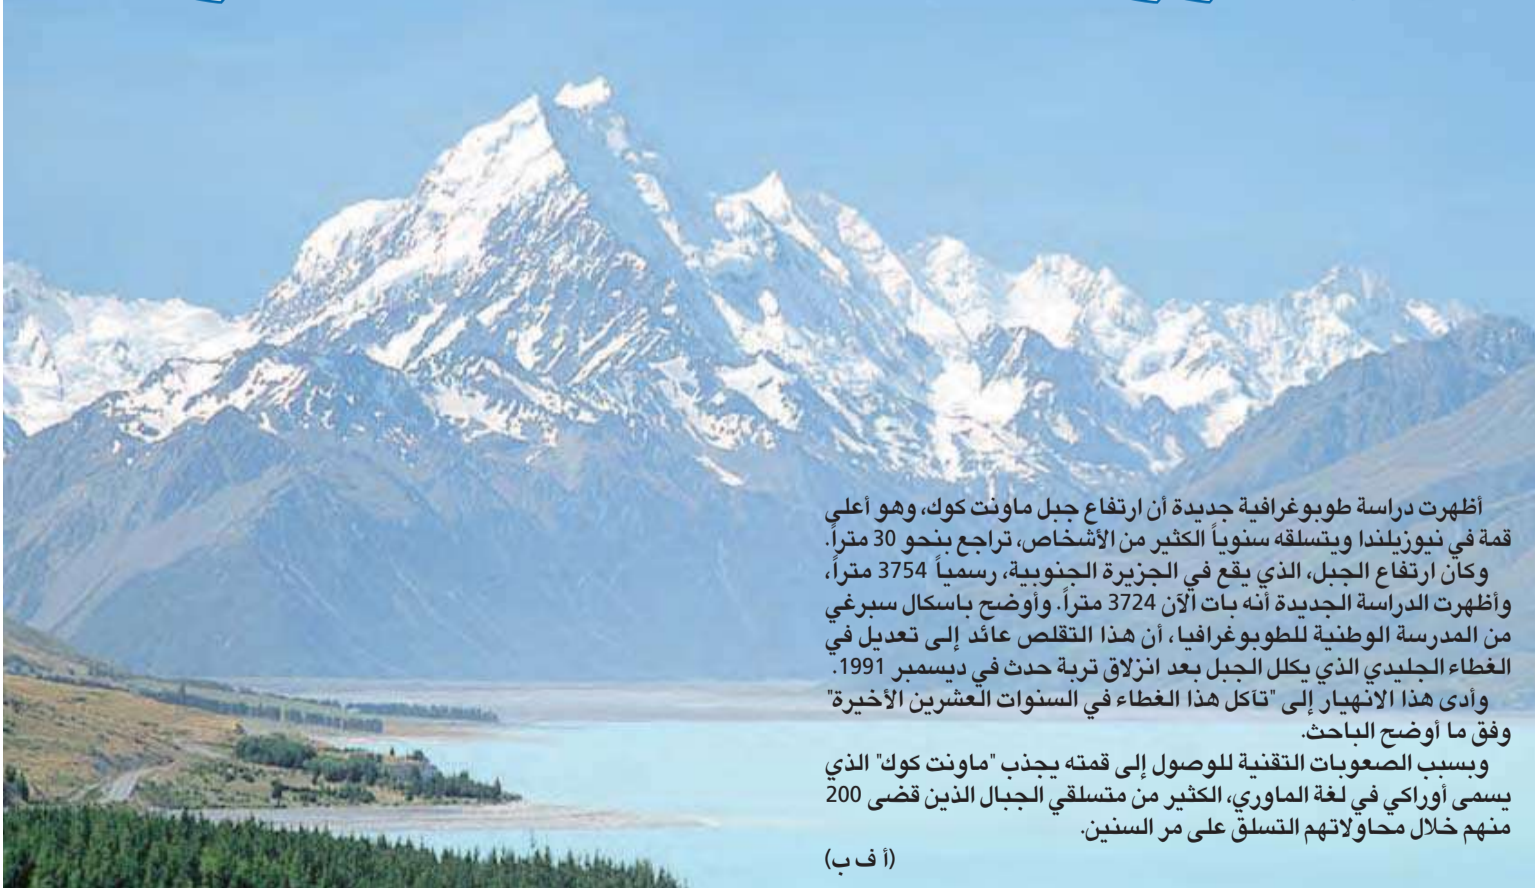 أظهرت دراسة طوبوغرافية جديدة أن ارتفاع جبل ماونت كوك، وهو أعلى
قمة في نيوزيلندا ويتسلقه سنوياً الكثير من الأشخاص، تراجع بنحو 30 متراً.
وكان ارتفاع الجبل، الذي يقع في الجزيرة الجنوبية، رسمياً 3754 متراً،
وأظهرت الدراسة الجديدة أنه بات الآن 3724 متراً. وأوضح باسكال سبرغي
من المدرسة الوطنية للطوبوغرافيا، أن هذا التقلص عائد إلى تعديل في
الغطاء الجليدي الذي يكلل الجبل بعد انزلاق تربة حدث في ديسمبر 1991.
وأدى هذا الانهيار إلى "تآكل هذا الغطاء في السنوات العشرين الأخيرة"
وفق ما أوضح الباحث.
وبسبب الصعوبات التقنية للوصول إلى قمته يجذب "ماونت كوك" الذي
يسمى أوراكي في لغة الماوري، الكثير من متسلقي الجبال الذين قضى 200
منهم خلال محاولاتهم التسلق على مر السنين.
(أ ف ب)